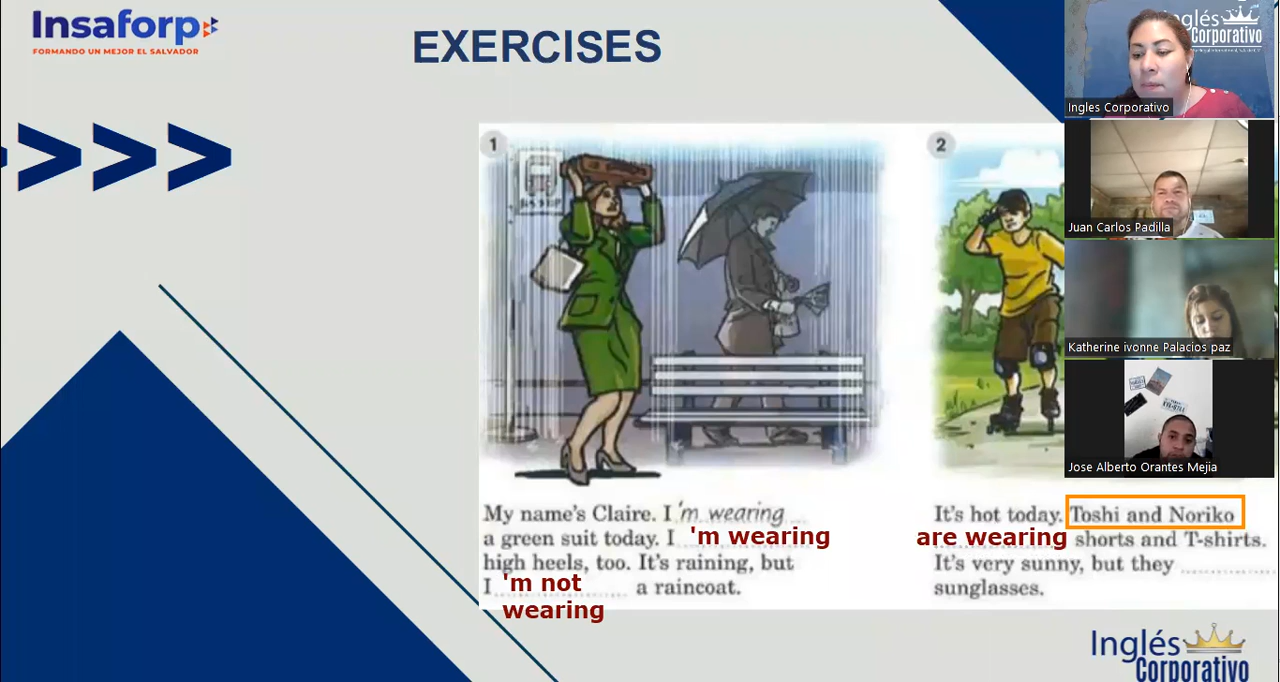 Insaforp
FORMANDO UN MEJOR EL SALVADOR
EXERCISES
Inglés
Corporativo
Ingles Corporativo
Juan Carlos Padilla
Katherine ivonne Palacios paz
Jose Alberto Orantes Mejia
1
My name's Claire. I 'm wearing
a green suit today. I 'm wearing
high heels, too. It's raining, but
I 'm not wearing a raincoat.
2
It's hot today. Toshi and Noriko
are wearing shorts and T-shirts.
It's very sunny, but they ..............
sunglasses.
Inglés
Corporativo